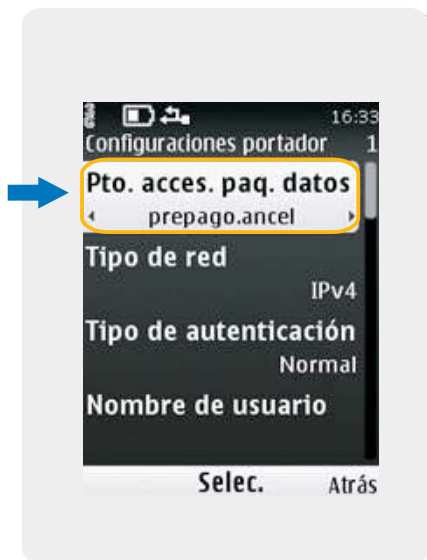 16:33
Configuraciones portador 1
Pto. acces. paq. datos
prepago.ancel
Tipo de red
IPv4
Tipo de autenticación
Normal
Nombre de usuario
Selec. Atrás